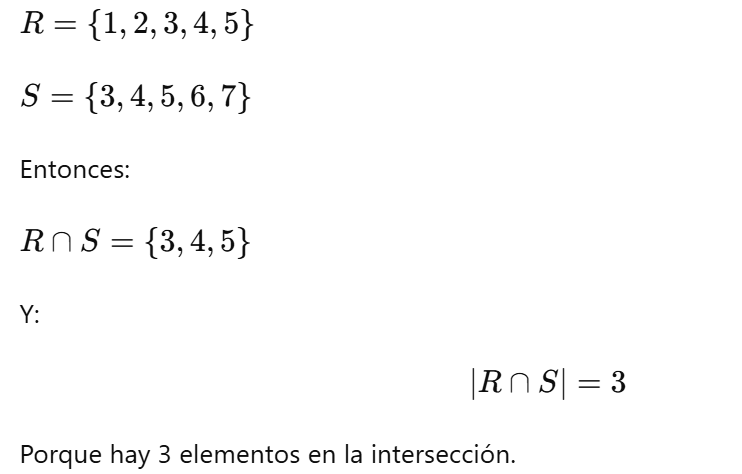 R = {1, 2, 3, 4, 5}
S = {3, 4, 5, 6, 7}
Entonces:
R ∩ S = {3, 4, 5}
Y:
|R ∩ S| = 3
Porque hay 3 elementos en la intersección.